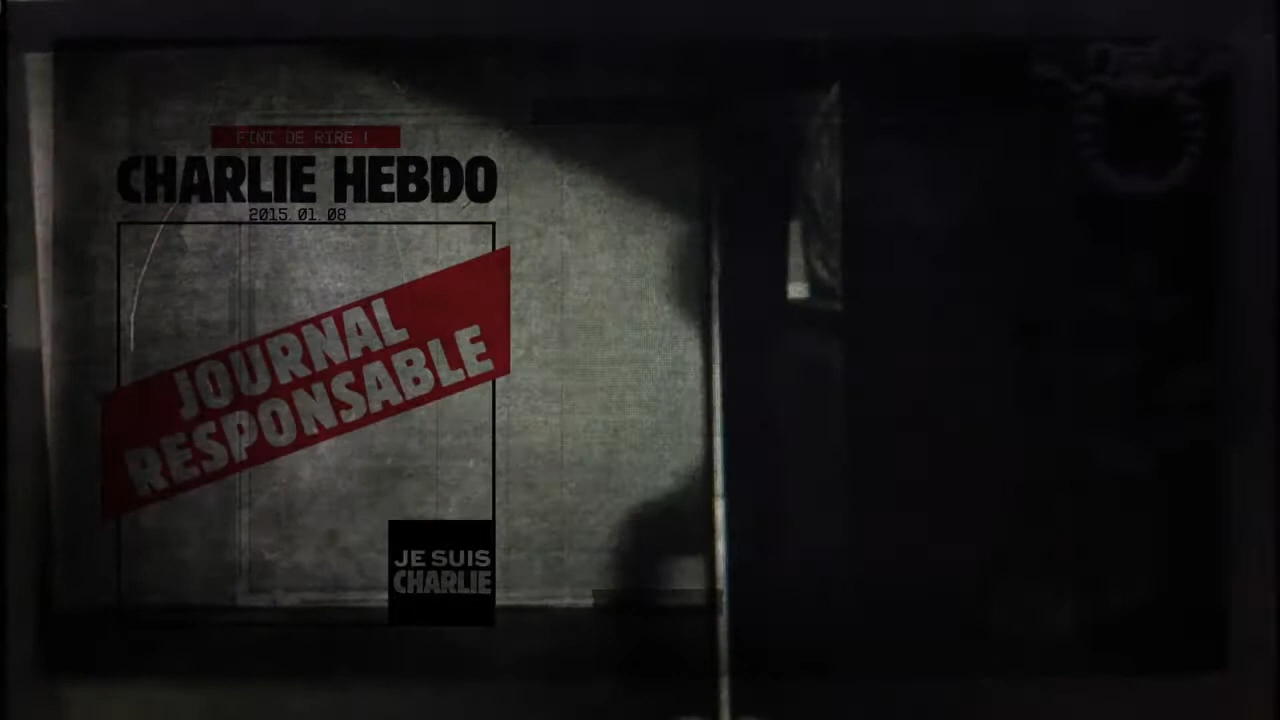 FINI DE RIRE !
CHARLIE HEBDO
2015.01.08
JOURNAL
RESPONSABLE
JE SUIS
CHARLIE